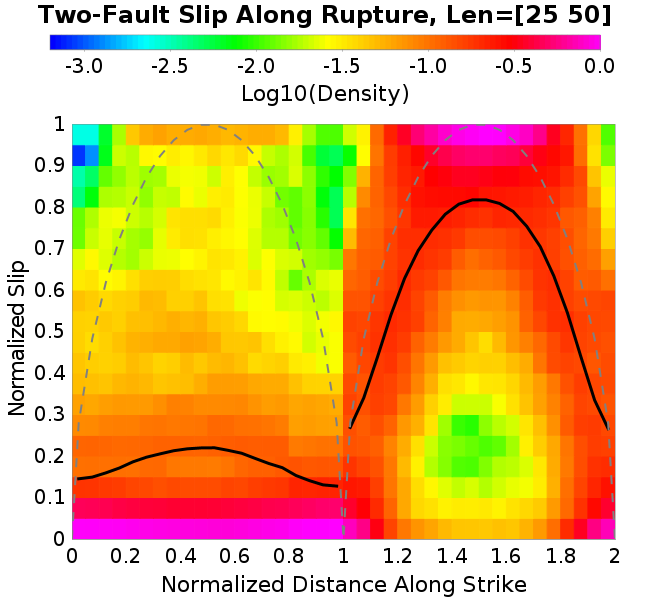 Two-Fault Slip Along Rupture, Len=[25 50]
-3.0 -2.5 -2.0 -1.5 -1.0 -0.5 0.0
Log10(Density)
1
0.9
0.8
0.7
0.6
0.5
0.4
0.3
0.2
0.1
0
Normalized Slip
0 0.2 0.4 0.6 0.8 1 1.2 1.4 1.6 1.8 2
Normalized Distance Along Strike